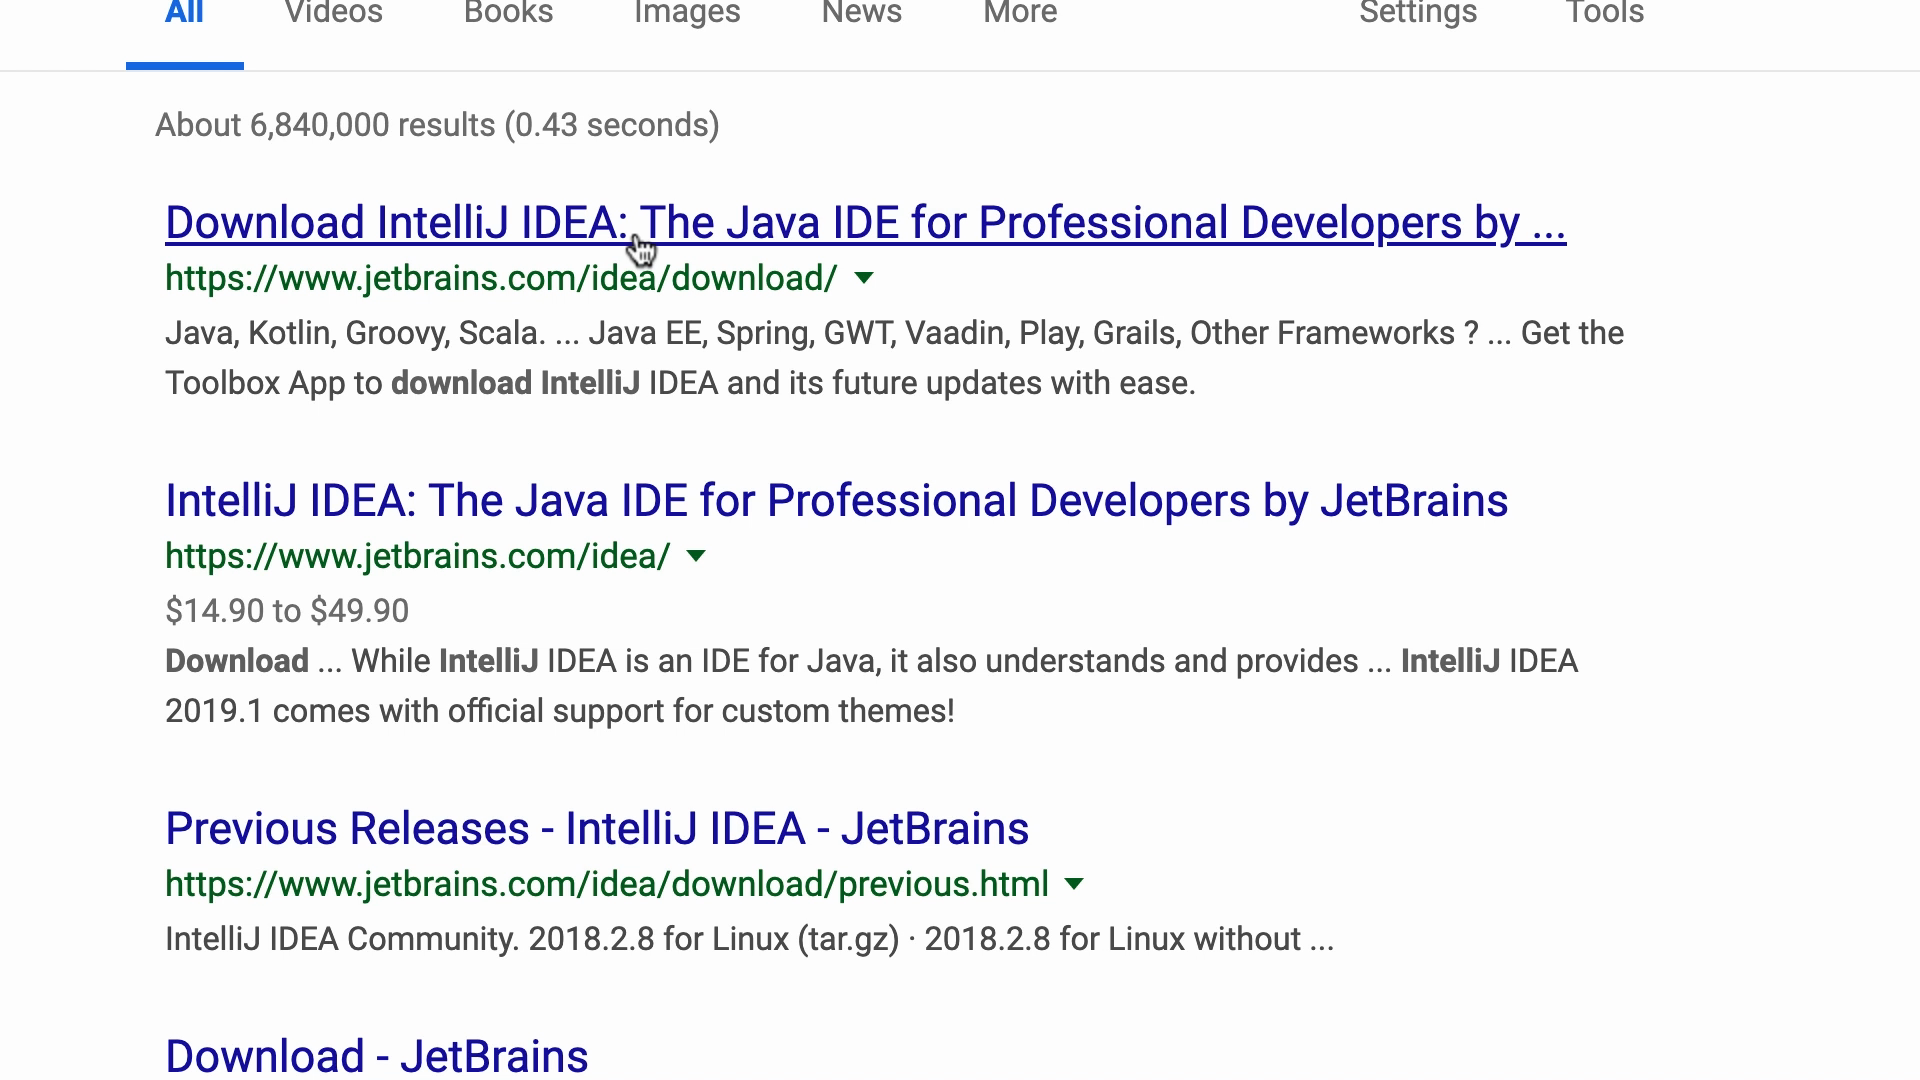 All Videos Books Images News More Settings Tools
About 6,840,000 results (0.43 seconds)
Download IntelliJ IDEA: The Java IDE for Professional Developers by ...
https://www.jetbrains.com/idea/download/
Java, Kotlin, Groovy, Scala. ... Java EE, Spring, GWT, Vaadin, Play, Grails, Other Frameworks ? ... Get the
Toolbox App to download IntelliJ IDEA and its future updates with ease.
IntelliJ IDEA: The Java IDE for Professional Developers by JetBrains
https://www.jetbrains.com/idea/
$14.90 to $49.90
Download ... While IntelliJ IDEA is an IDE for Java, it also understands and provides ... IntelliJ IDEA
2019.1 comes with official support for custom themes!
Previous Releases - IntelliJ IDEA - JetBrains
https://www.jetbrains.com/idea/download/previous.html
IntelliJ IDEA Community. 2018.2.8 for Linux (tar.gz) · 2018.2.8 for Linux without ...
Download - JetBrains